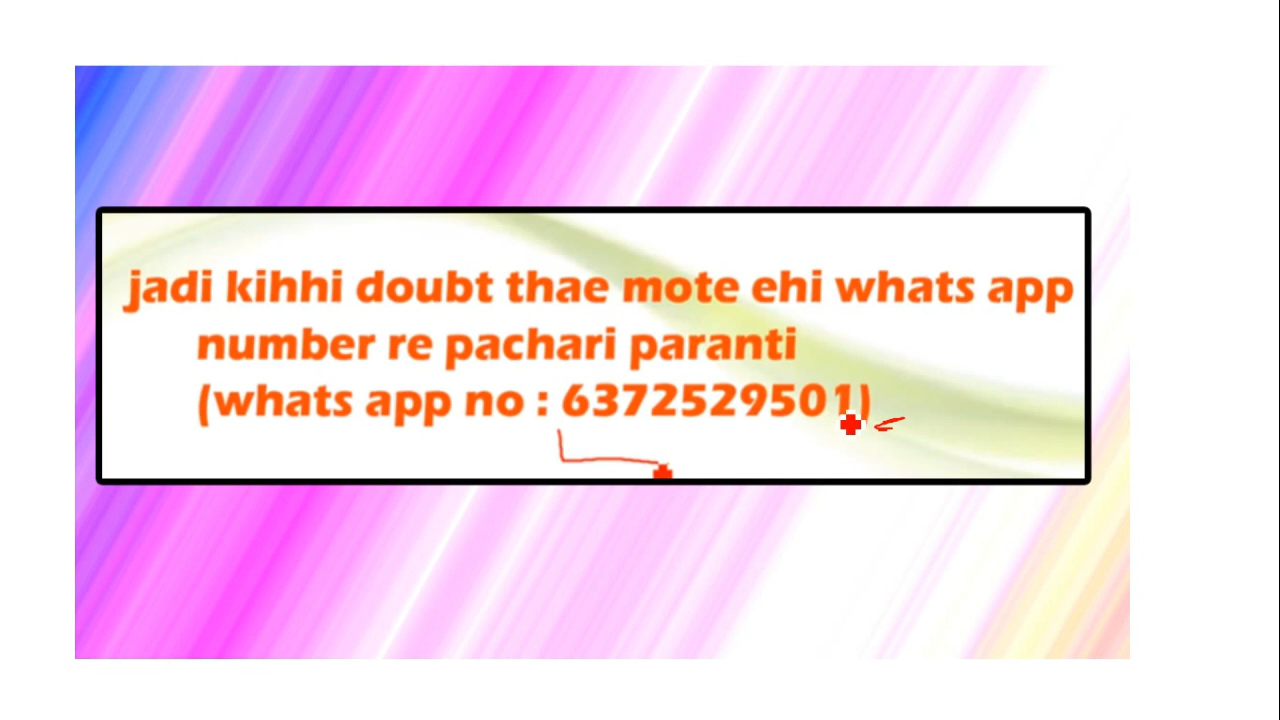 jadi kihhi doubt thae mote ehi whats app
number re pachari paranti
(whats app no : 6372529501)